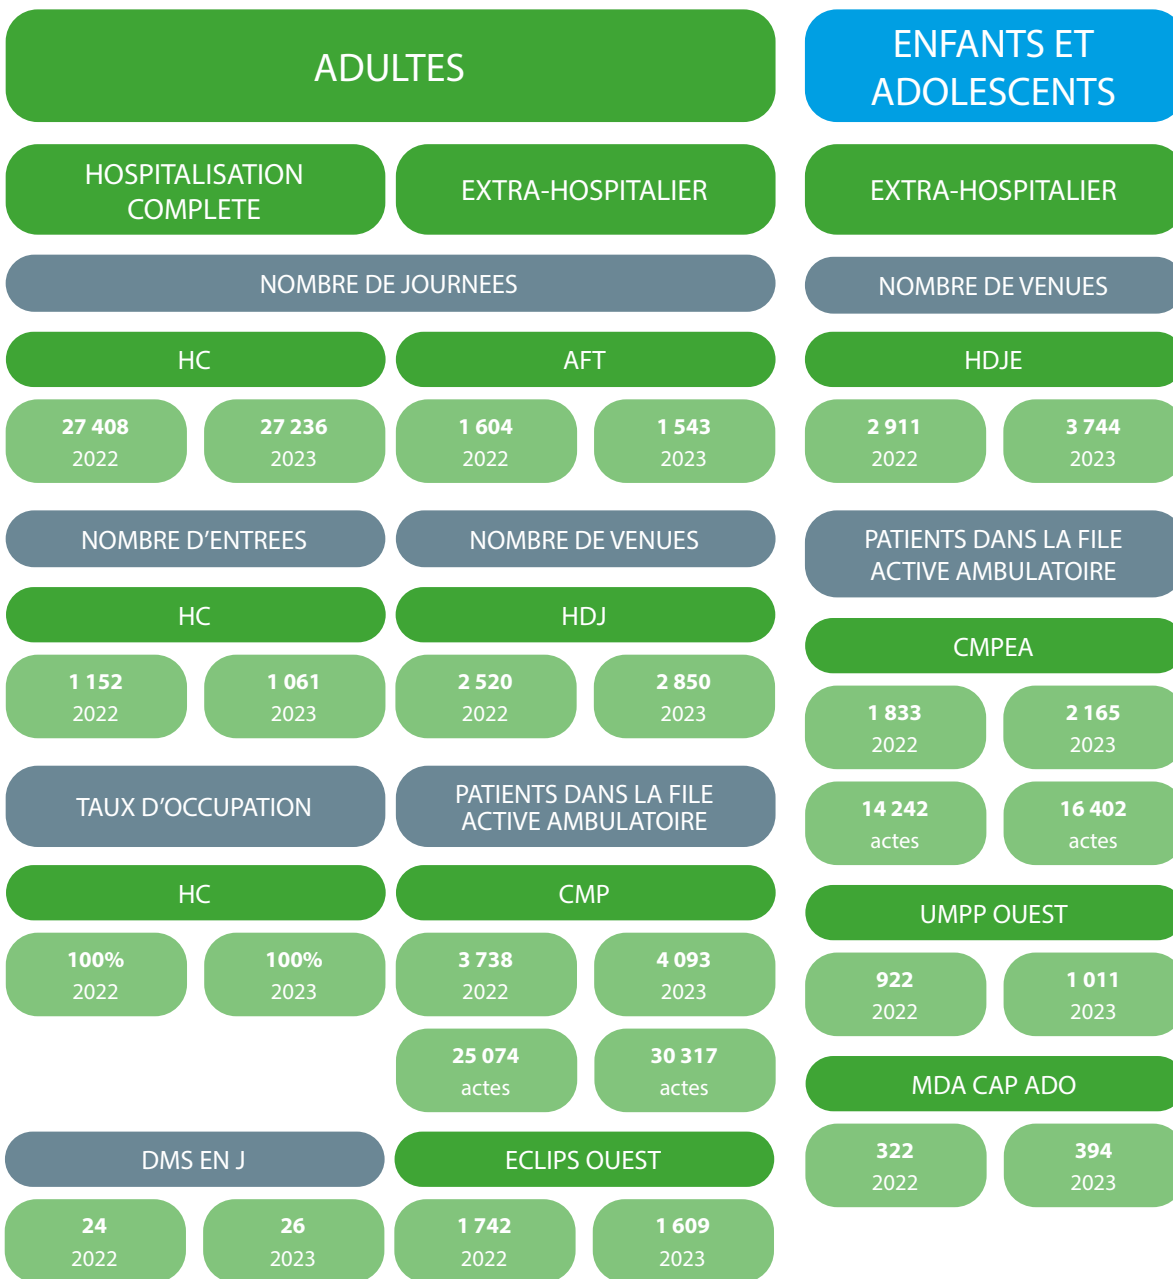 ADULTES
HOSPITALISATION
COMPLETE
EXTRA-HOSPITALIER
NOMBRE DE JOURNEES
HC
AFT
27 408
2022
27 236
2023
1 604
2022
1 543
2023
NOMBRE D'ENTREES
NOMBRE DE VENUES
HC
HDJ
1 152
2022
1 061
2023
2 520
2022
2 850
2023
TAUX D'OCCUPATION
PATIENTS DANS LA FILE
ACTIVE AMBULATOIRE
HC
CMP
100%
2022
100%
2023
3 738
2022
4 093
2023
25 074
actes
30 317
actes
DMS EN J
ECLIPS OUEST
24
2022
26
2023
1 742
2022
1 609
2023
ENFANTS ET
ADOLESCENTS
EXTRA-HOSPITALIER
NOMBRE DE VENUES
HDJE
2 911
2022
3 744
2023
PATIENTS DANS LA FILE
ACTIVE AMBULATOIRE
CMPEA
1 833
2022
2 165
2023
14 242
actes
16 402
actes
UMPP OUEST
922
2022
1 011
2023
MDA CAP ADO
322
2022
394
2023